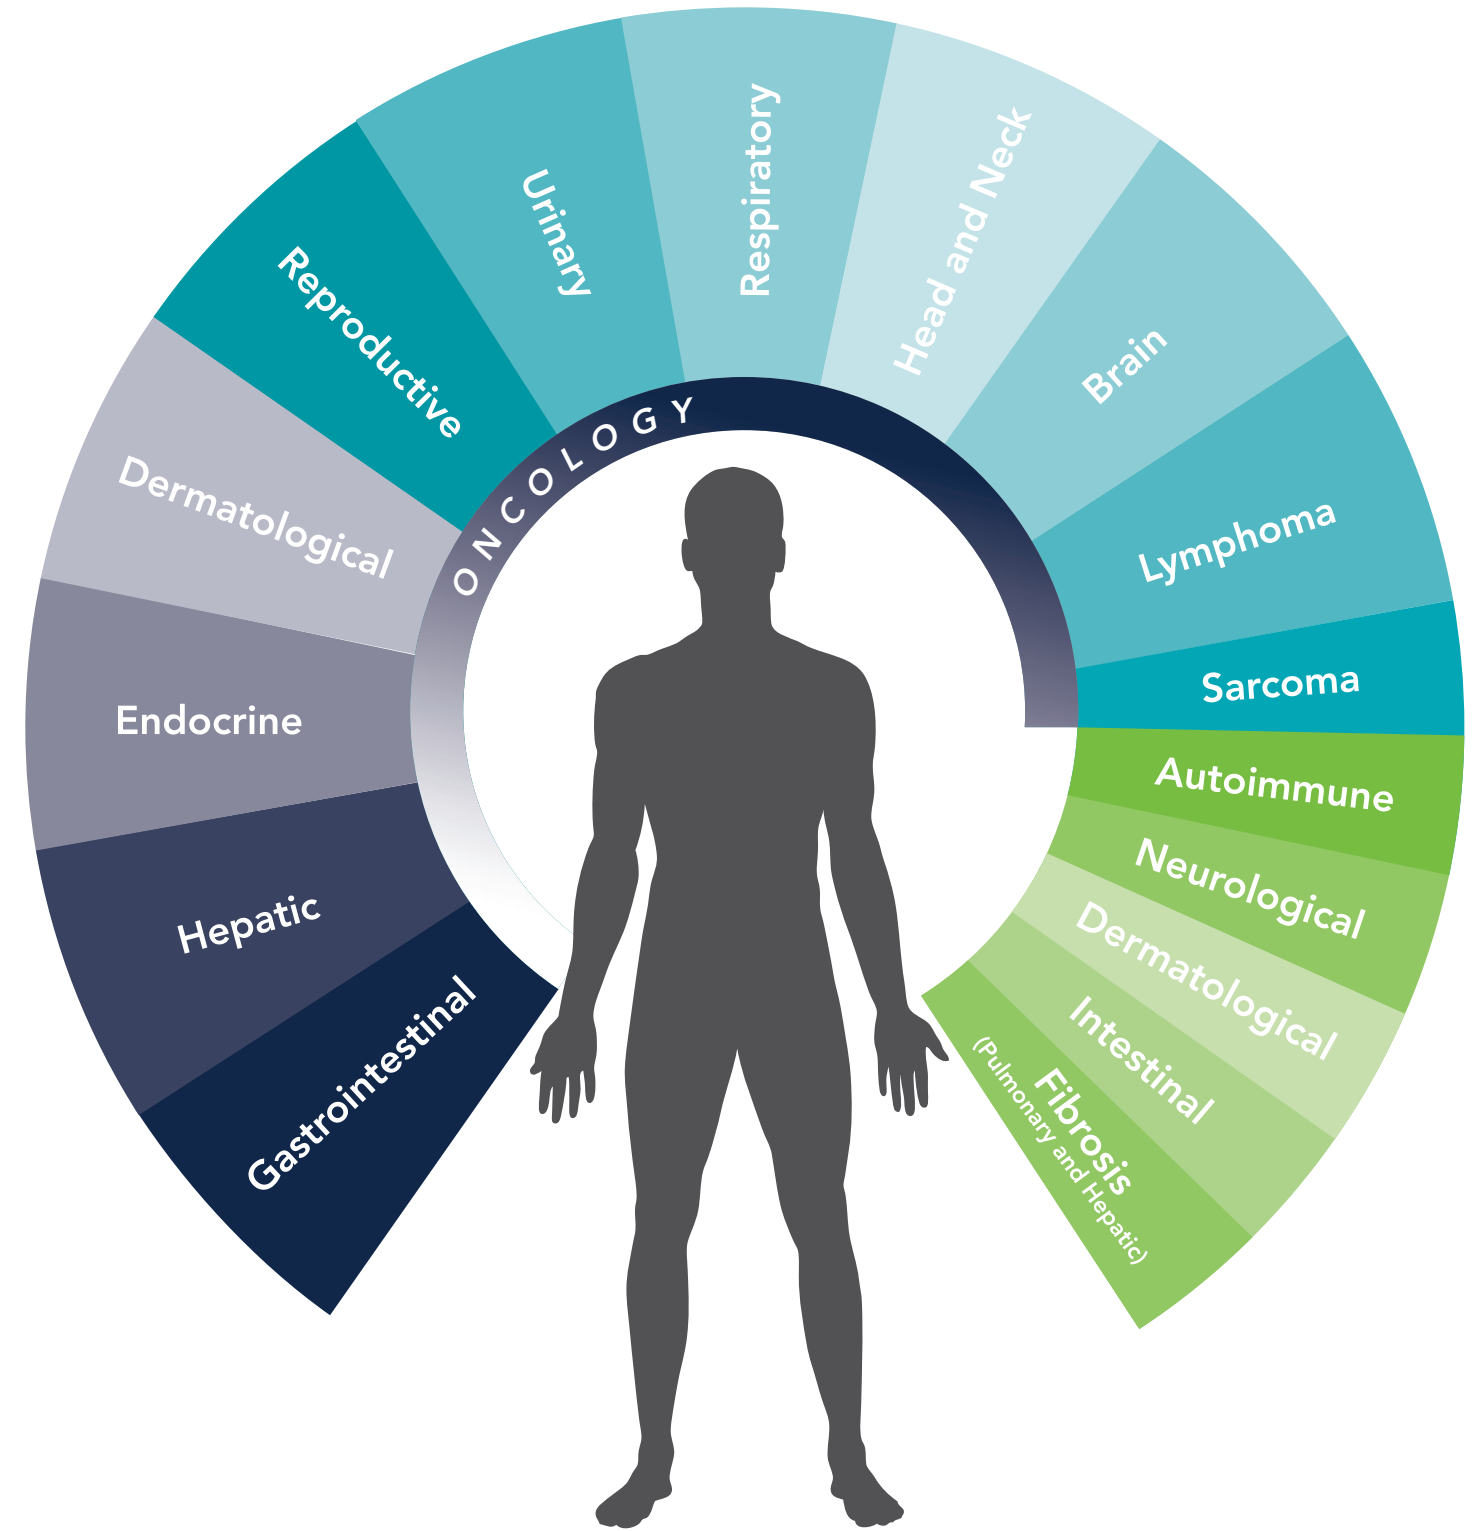 Gastrointestinal
Hepatic
Endocrine
Dermatological
Reproductive
Urinary
Respiratory
Head and Neck
Brain
Lymphoma
Sarcoma
Autoimmune
Neurological
Dermatological
Intestinal
Fibrosis
(Pulmonary and Hepatic)
ONCOLOGY